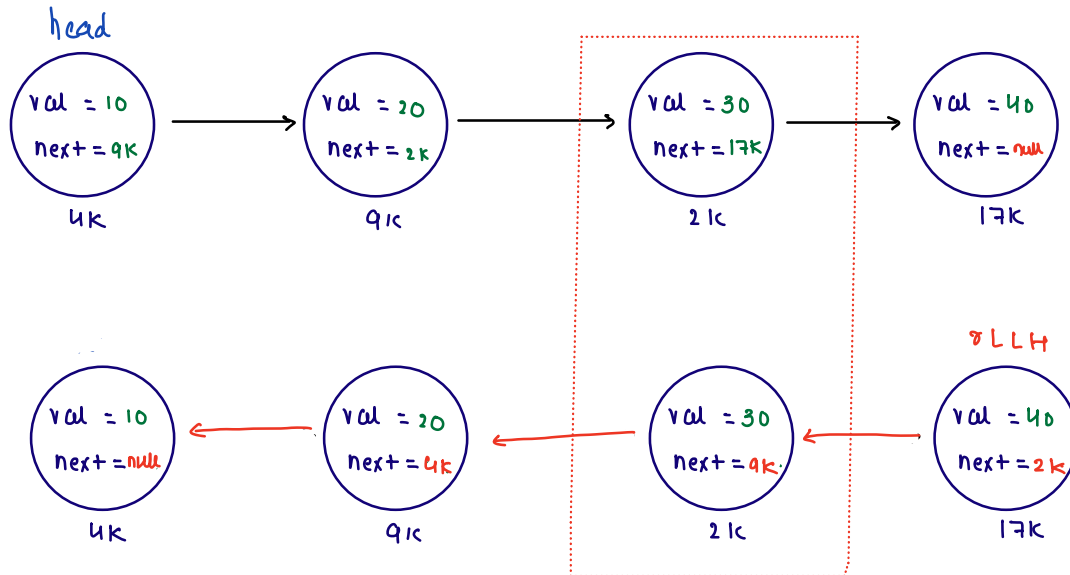 head
val = 10
next = 9K
4K
val = 20
next = 2K
9K
val = 30
next = 17K
2K
val = 40
next = null
17K
rLLH
val = 10
next = null
4K
val = 20
next = 4K
9K
val = 30
next = 9K
2K
val = 40
next = 2K
17K